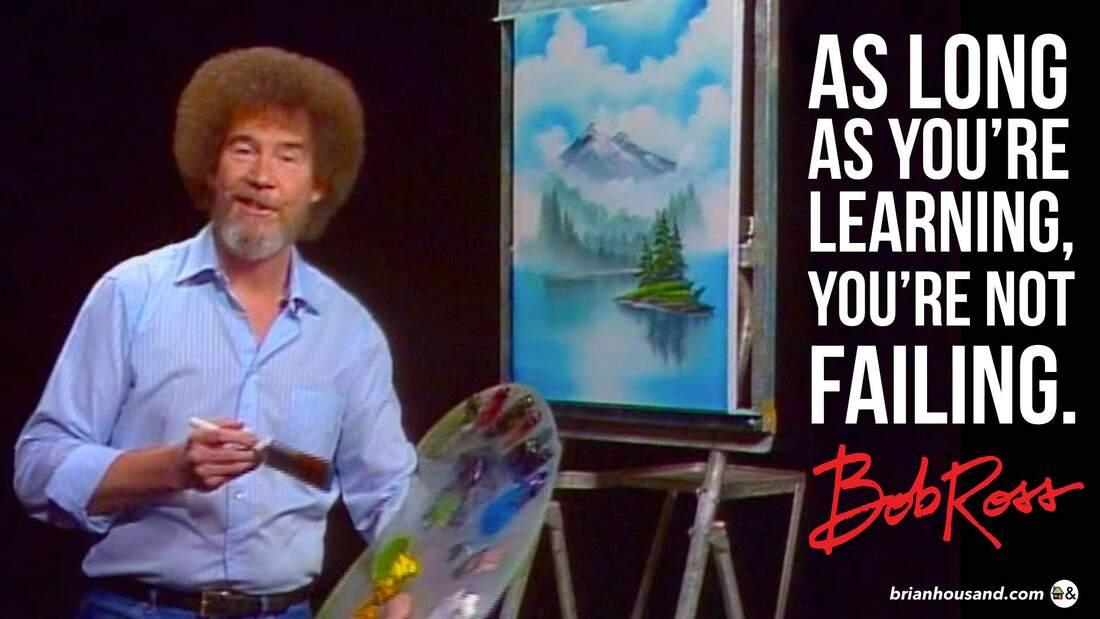 AS LONG
AS YOU’RE
LEARNING,
YOU’RE NOT
FAILING.
Bob Ross
brianhousand.com &